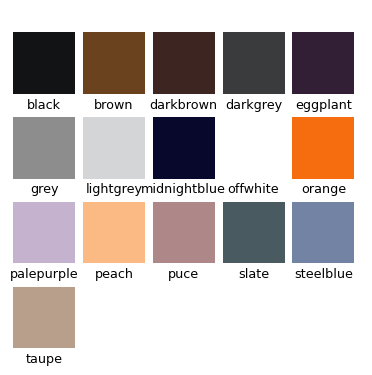 black brown darkbrown darkgrey eggplant
grey lightgrey midnightblue offwhite orange
palepurple peach puce slate steelblue
taupe